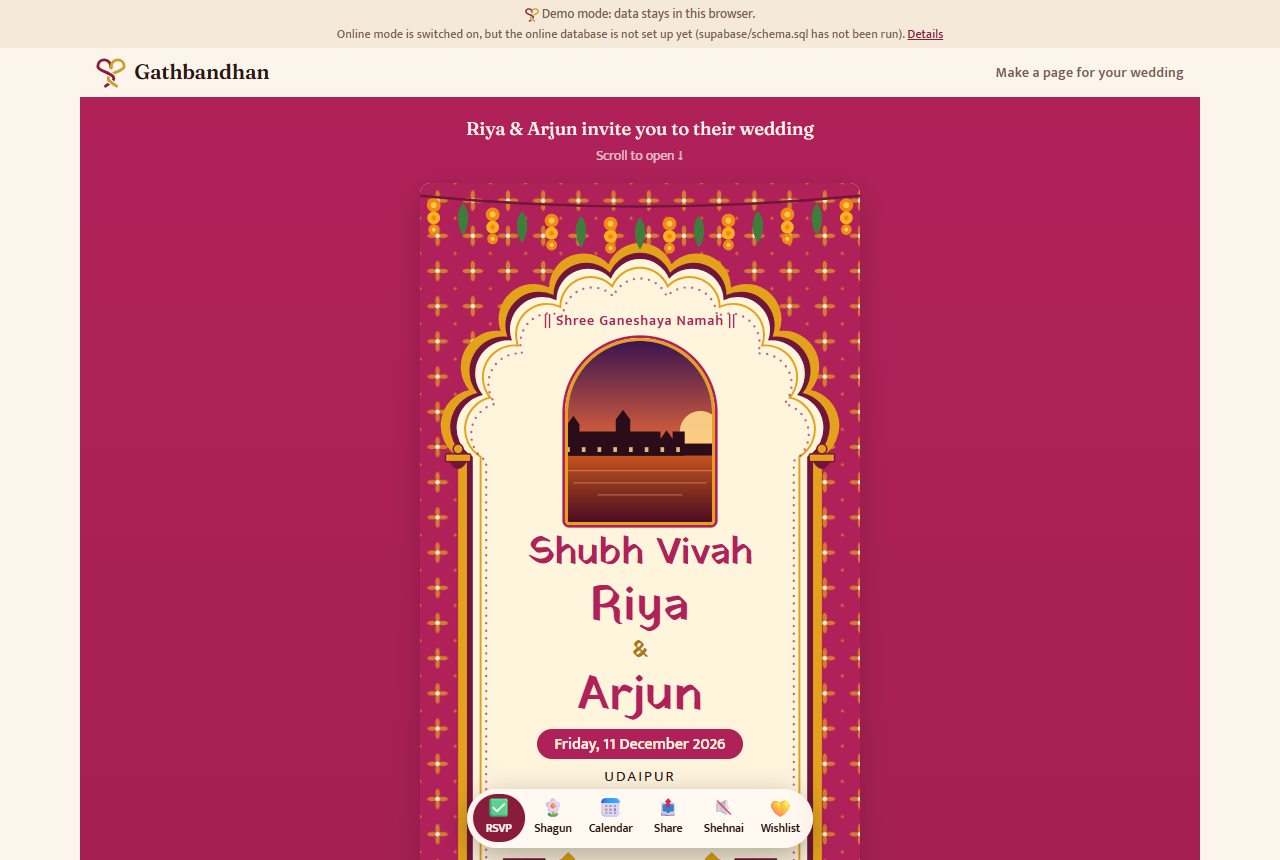 Demo mode: data stays in this browser.
Online mode is switched on, but the online database is not set up yet (supabase/schema.sql has not been run). Details
Gathbandhan
Make a page for your wedding
Riya & Arjun invite you to their wedding
Scroll to open ↓
|| Shree Ganeshaya Namah ||
Shubh Vivah
Riya
&
Arjun
Friday, 11 December 2026
UDAIPUR
RSVP Shagun Calendar Share Shehnai Wishlist